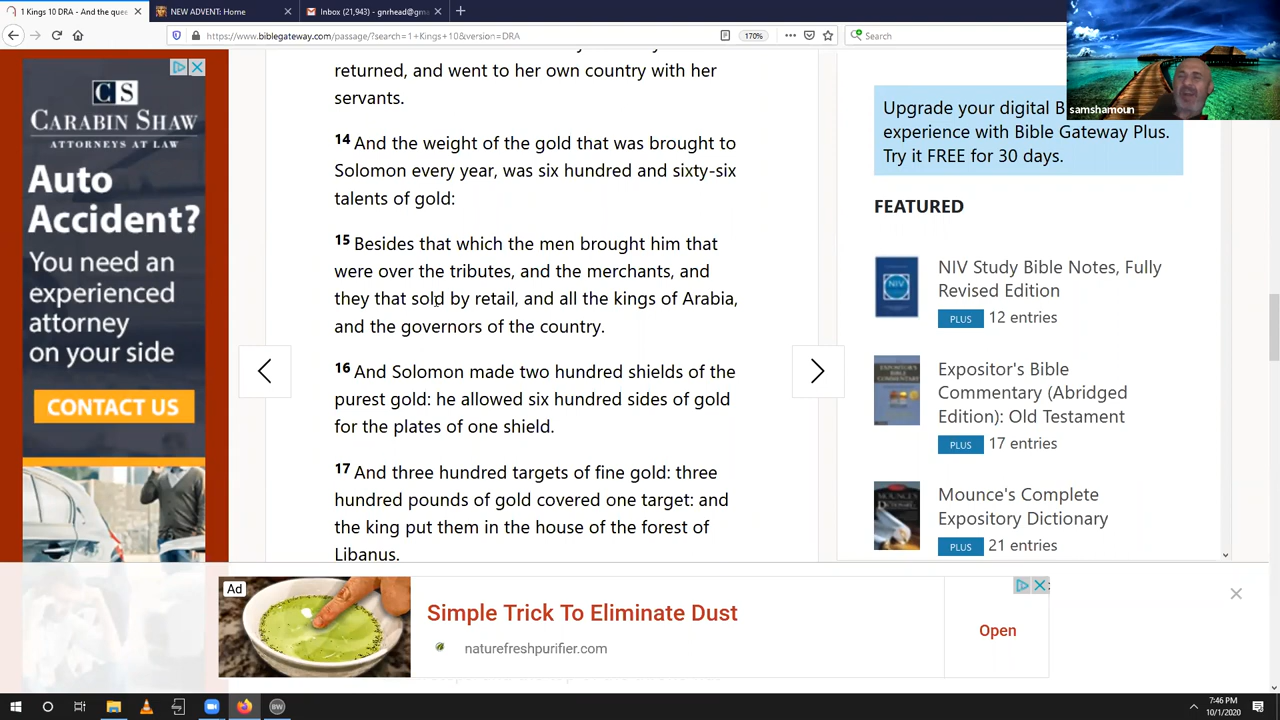 1 Kings 10 DRA - And the quee
NEW ADVENT: Home
Inbox (21,943) - gnrhead@gma
https://www.biblegateway.com/passage/?search=1+Kings+10&version=DRA
170%
Search
samshamoun
CS
CARABIN SHAW
ATTORNEYS AT LAW
Auto
Accident?
You need an
experienced
attorney
on your side
CONTACT US
returned, and went to her own country with her
servants.
14 And the weight of the gold that was brought to
Solomon every year, was six hundred and sixty-six
talents of gold:
15 Besides that which the men brought him that
were over the tributes, and the merchants, and
they that sold by retail, and all the kings of Arabia,
and the governors of the country.
16 And Solomon made two hundred shields of the
purest gold: he allowed six hundred sides of gold
for the plates of one shield.
17 And three hundred targets of fine gold: three
hundred pounds of gold covered one target: and
the king put them in the house of the forest of
Libanus.
Upgrade your digital B
experience with Bible Gateway Plus.
Try it FREE for 30 days.
FEATURED
NIV
NIV Study Bible Notes, Fully
Revised Edition
PLUS 12 entries
Expositor's Bible
Commentary (Abridged
Edition): Old Testament
PLUS 17 entries
Mounce's Complete
Expository Dictionary
PLUS 21 entries
Ad
Simple Trick To Eliminate Dust
naturefreshpurifier.com
Open
BW
7:46 PM
10/1/2020